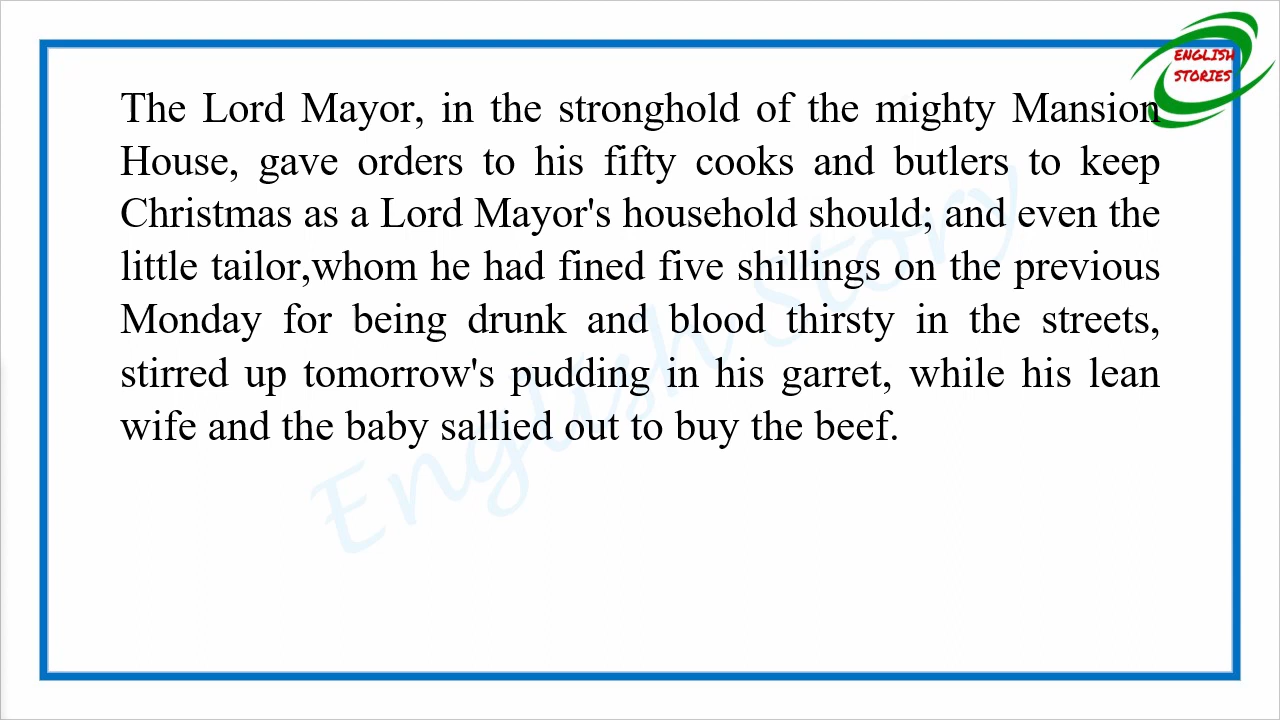 ENGLISH
STORIES
The Lord Mayor, in the stronghold of the mighty Mansion
House, gave orders to his fifty cooks and butlers to keep
Christmas as a Lord Mayor's household should; and even the
little tailor,whom he had fined five shillings on the previous
Monday for being drunk and blood thirsty in the streets,
stirred up tomorrow's pudding in his garret, while his lean
wife and the baby sallied out to buy the beef.
English Story